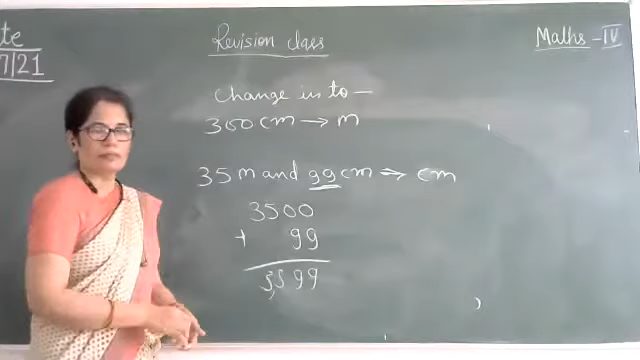 te
7/21
Revision class
Maths - IV
Change in to —
300 cm → m
35 m and 99 cm → cm
3500
+ 99
3599